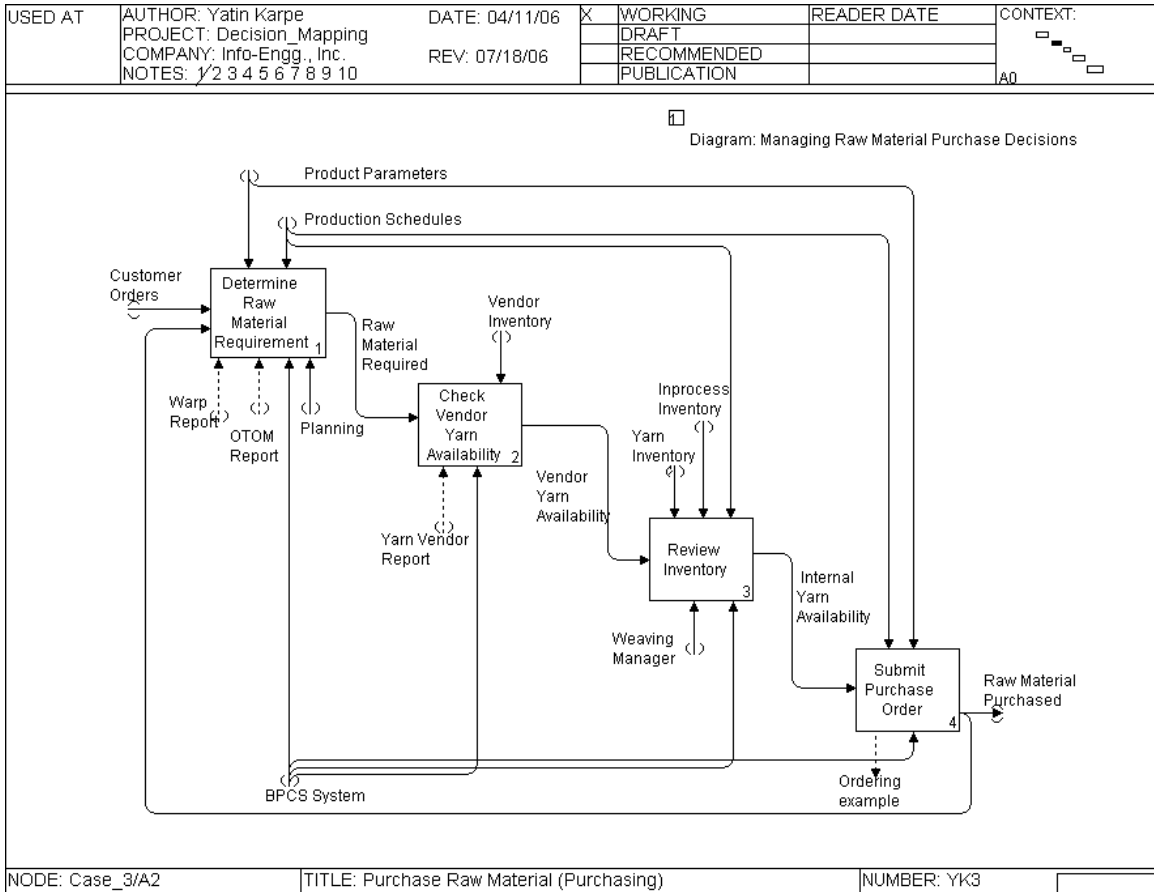 USED AT
AUTHOR: Yatin Karpe
DATE: 04/11/06
PROJECT: Decision_Mapping
COMPANY: Info-Engg., Inc.
REV: 07/18/06
NOTES: 1 2 3 4 5 6 7 8 9 10
X
WORKING
READER DATE
DRAFT
RECOMMENDED
PUBLICATION
CONTEXT:
A0
1
Diagram: Managing Raw Material Purchase Decisions
Product Parameters
Production Schedules
Customer
Orders
Determine
Raw
Material
Requirement
1
Raw
Material
Required
Vendor
Inventory
Warp
Report
OTOM
Report
Planning
Check
Vendor
Yarn
Availability
2
Inprocess
Inventory
Yarn
Inventory
Vendor
Yarn
Availability
Yarn Vendor
Report
Review
Inventory
3
Internal
Yarn
Availability
Weaving
Manager
Submit
Purchase
Order
4
Raw Material
Purchased
BPCS System
Ordering
example
NODE: Case_3/A2
TITLE: Purchase Raw Material (Purchasing)
NUMBER: YK3